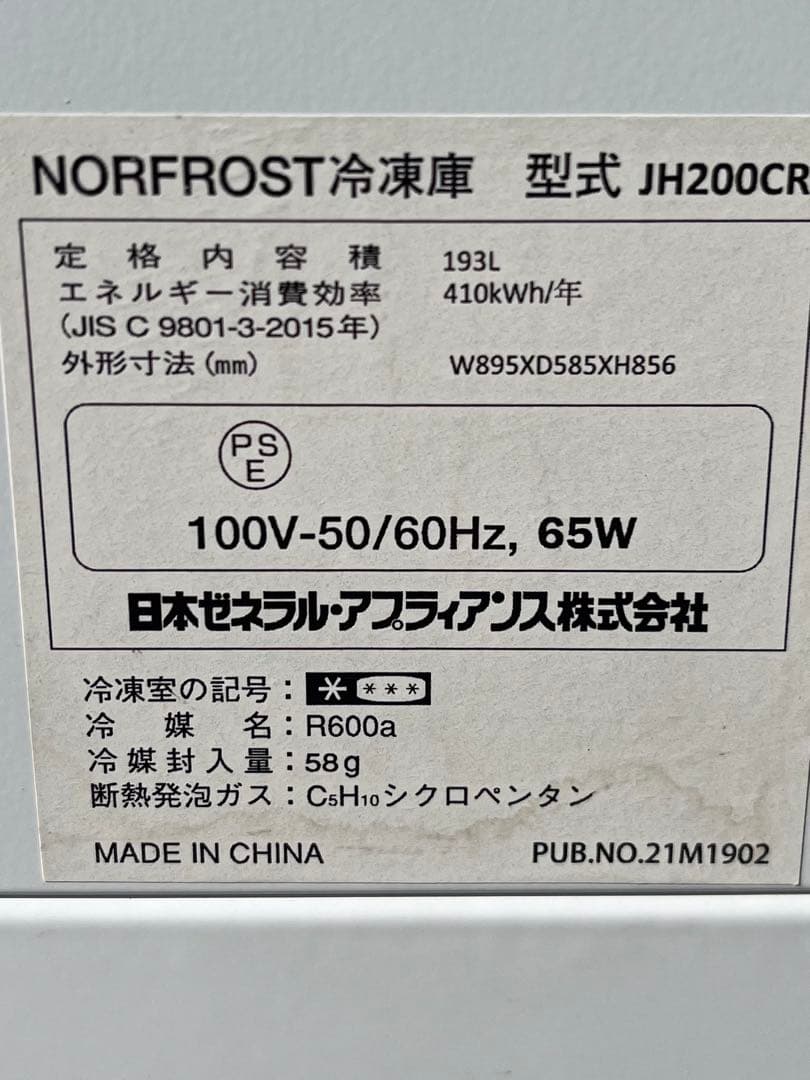 NORFROST冷凍庫 型式 JH200CR
定格内容積 193L
エネルギー消費効率 410kWh/年
(JIS C 9801-3-2015年)
外形寸法(mm) W895XD585XH856
PS
E
100V-50/60Hz, 65W
日本ゼネラル・アプライアンス株式会社
冷凍室の記号：* ***
冷媒名：R600a
冷媒封入量：58g
断熱発泡ガス：C₅H₁₀シクロペンタン
MADE IN CHINA PUB.NO.21M1902